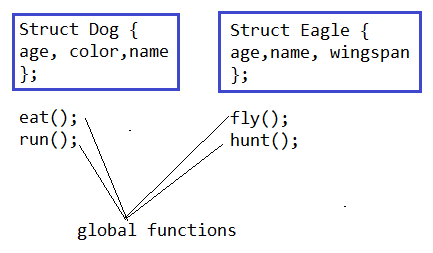 Struct Dog {
age, color,name
};
eat();
run();
Struct Eagle {
age,name, wingspan
};
fly();
hunt();
global functions